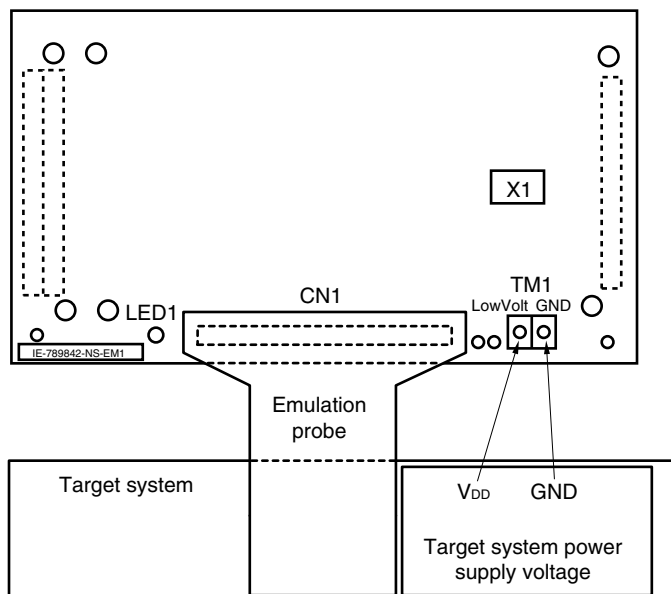 X1
TM1
LowVolt GND
CN1
LED1
IE-789842-NS-EM1
Emulation
probe
Target system
VDD GND
Target system power
supply voltage